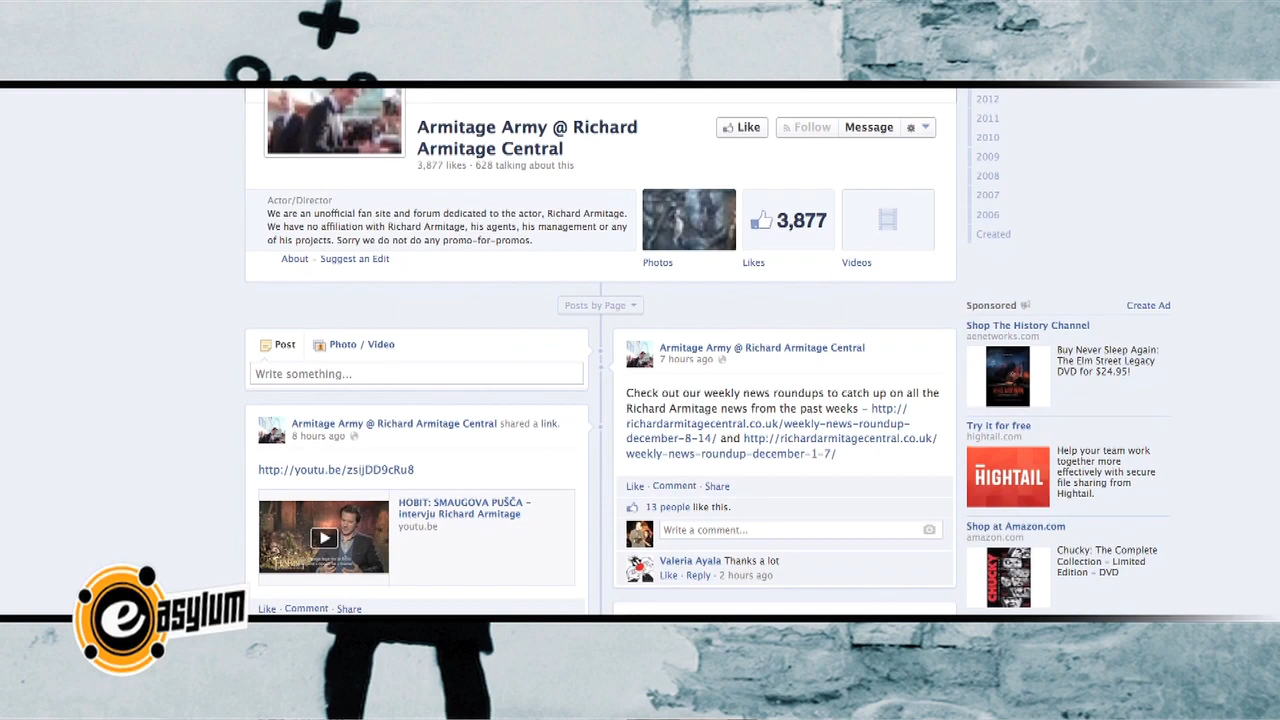 Armitage Army @ Richard
Armitage Central
3,877 likes · 628 talking about this
Like
Follow
Message
Actor/Director
We are an unofficial fan site and forum dedicated to the actor, Richard Armitage.
We have no affiliation with Richard Armitage, his agents, his management or any
of his projects. Sorry we do not do any promo-for-promos.
About - Suggest an Edit
3,877
Photos
Likes
Videos
2012
2011
2010
2009
2008
2007
2006
Created
Posts by Page
Post
Photo / Video
Write something...
Armitage Army @ Richard Armitage Central shared a link.
8 hours ago
http://youtu.be/zsijDD9cRu8
HOBIT: SMAUGOVA PUŠČA -
intervju Richard Armitage
youtu.be
Like · Comment · Share
Armitage Army @ Richard Armitage Central
7 hours ago
Check out our weekly news roundups to catch up on all the
Richard Armitage news from the past weeks - http://
richardarmitagecentral.co.uk/weekly-news-roundup-
december-8-14/ and http://richardarmitagecentral.co.uk/
weekly-news-roundup-december-1-7/
Like · Comment · Share
13 people like this.
Write a comment...
Valeria Ayala Thanks a lot
Like · Reply · 2 hours ago
Sponsored
Create Ad
Shop The History Channel
aenetworks.com
Buy Never Sleep Again:
The Elm Street Legacy
DVD for $24.95!
Try it for free
hightail.com
HIGHTAIL
Help your team work
together more
effectively with secure
file sharing from
Hightail.
Shop at Amazon.com
amazon.com
CHUCKY
Chucky: The Complete
Collection - Limited
Edition - DVD
e asylum